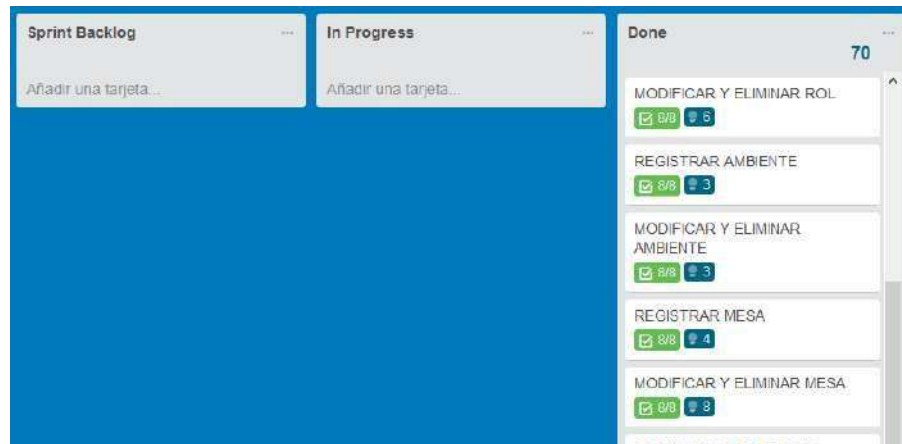 Sprint Backlog ...
Añadir una tarjeta...
In Progress ...
Añadir una tarjeta...
Done ...
70
MODIFICAR Y ELIMINAR ROL
8/8 6
REGISTRAR AMBIENTE
8/8 3
MODIFICAR Y ELIMINAR
AMBIENTE
8/8 3
REGISTRAR MESA
8/8 4
MODIFICAR Y ELIMINAR MESA
8/8 8